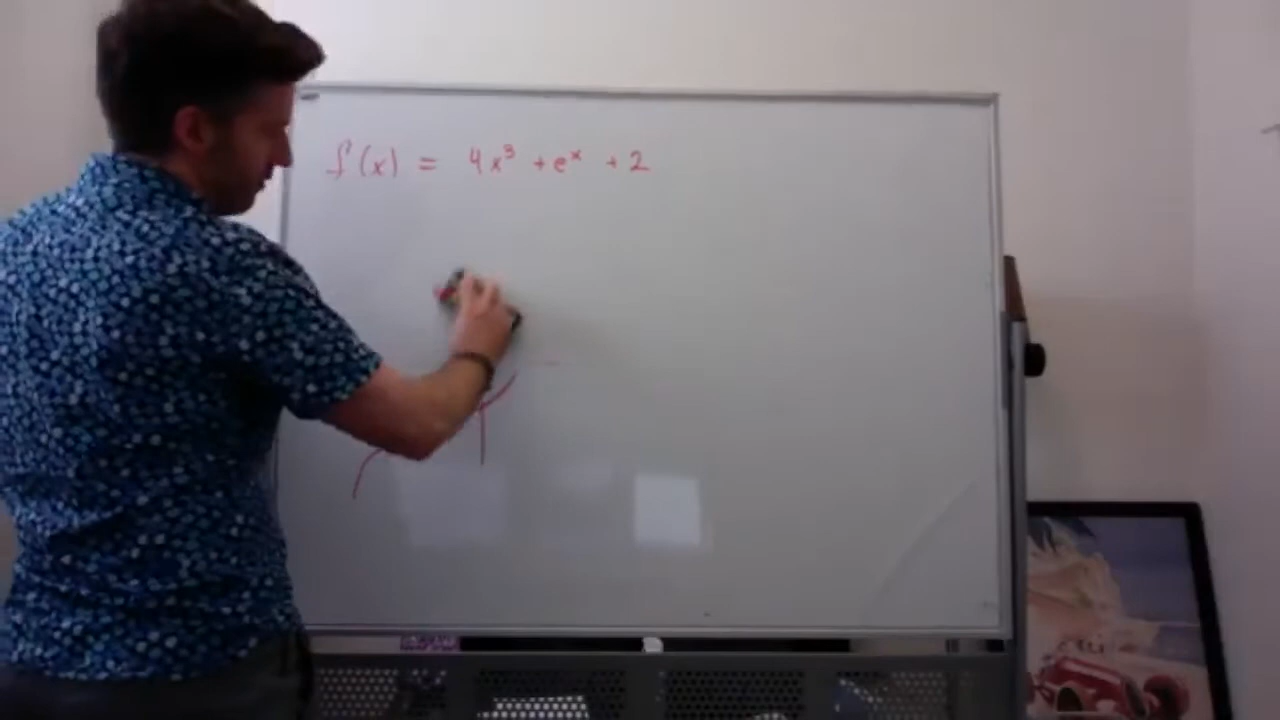 f(x) = 4x³ + eˣ + 2